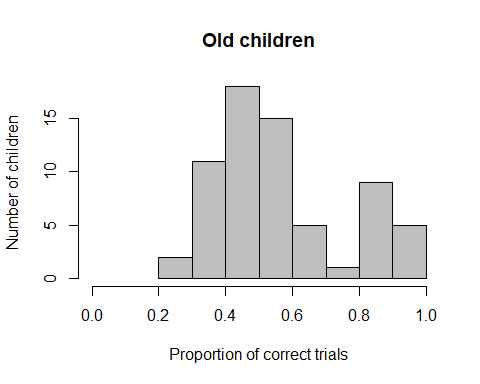 Old children
Number of children
15
10
5
0
0.0 0.2 0.4 0.6 0.8 1.0
Proportion of correct trials